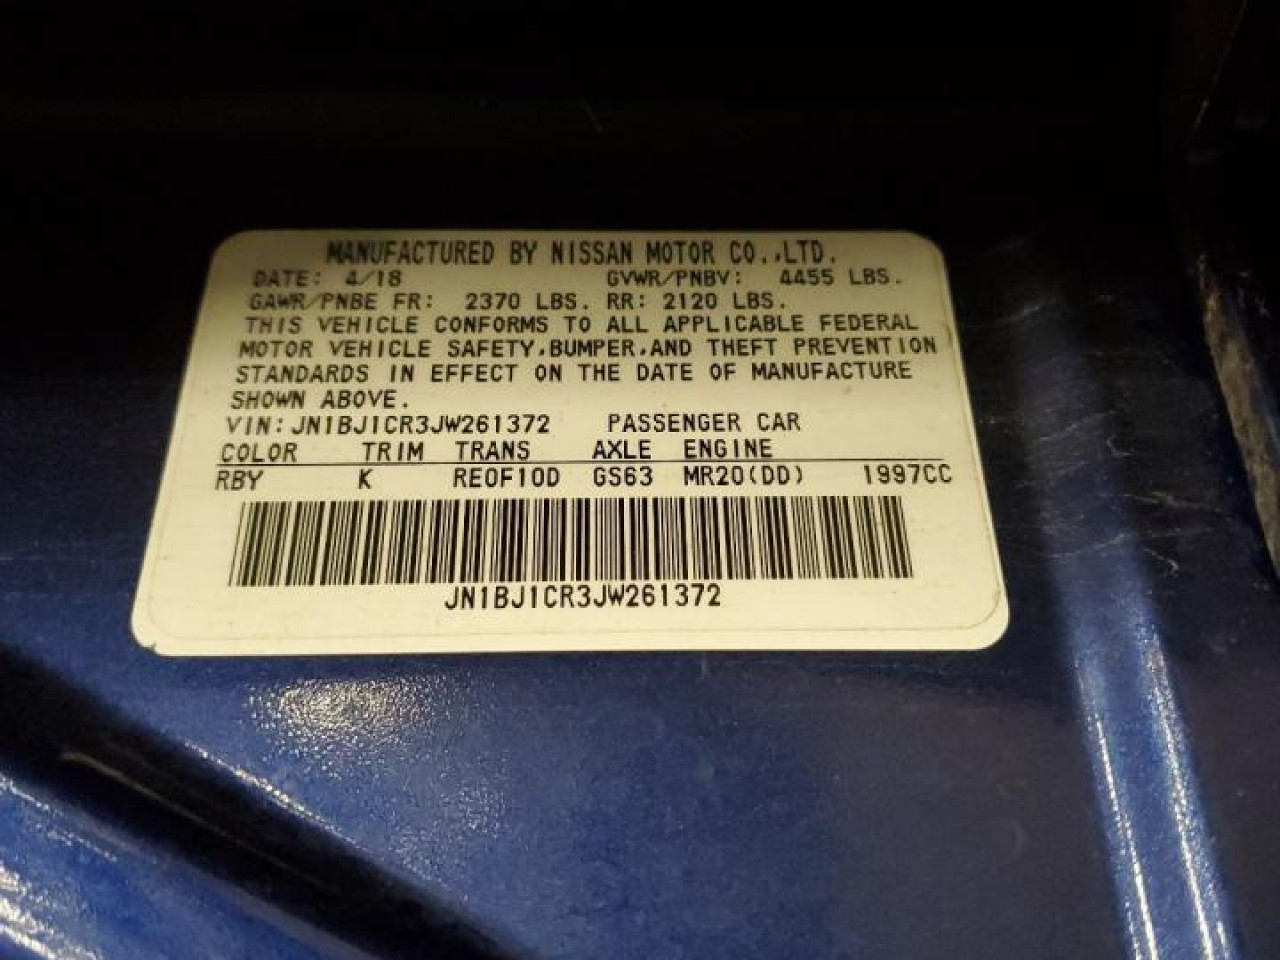 MANUFACTURED BY NISSAN MOTOR CO.,LTD.
DATE: 4/18 GVWR/PNBV: 4455 LBS.
GAWR/PNBE FR: 2370 LBS. RR: 2120 LBS.
THIS VEHICLE CONFORMS TO ALL APPLICABLE FEDERAL
MOTOR VEHICLE SAFETY,BUMPER,AND THEFT PREVENTION
STANDARDS IN EFFECT ON THE DATE OF MANUFACTURE
SHOWN ABOVE.
VIN:JN1BJ1CR3JW261372 PASSENGER CAR
COLOR TRIM TRANS AXLE ENGINE
RBY K RE0F10D GS63 MR20(DD) 1997CC
JN1BJ1CR3JW261372